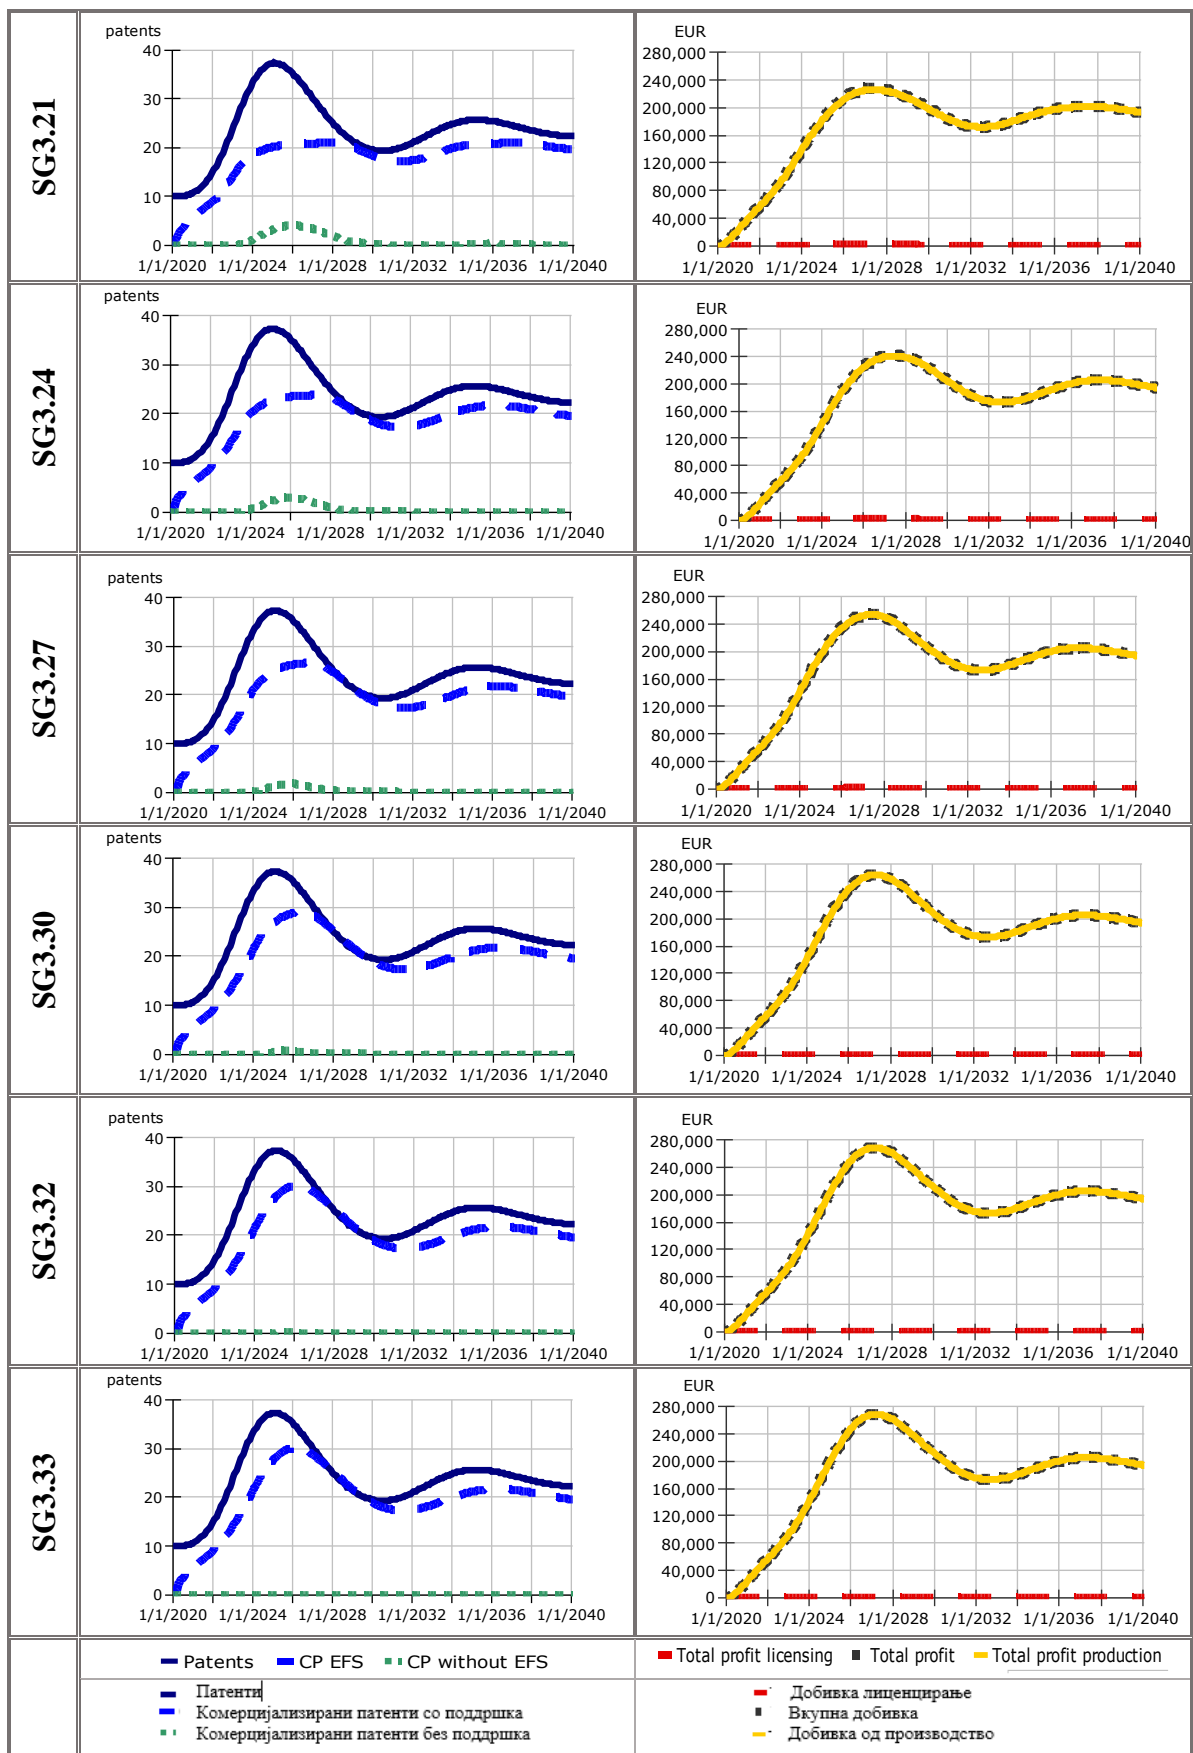 SG3.21
patents
40
30
20
10
0
1/1/2020 1/1/2024 1/1/2028 1/1/2032 1/1/2036 1/1/2040
EUR
280,000
240,000
200,000
160,000
120,000
80,000
40,000
0
1/1/2020 1/1/2024 1/1/2028 1/1/2032 1/1/2036 1/1/2040
SG3.24
patents
40
30
20
10
0
1/1/2020 1/1/2024 1/1/2028 1/1/2032 1/1/2036 1/1/2040
EUR
280,000
240,000
200,000
160,000
120,000
80,000
40,000
0
1/1/2020 1/1/2024 1/1/2028 1/1/2032 1/1/2036 1/1/2040
SG3.27
patents
40
30
20
10
0
1/1/2020 1/1/2024 1/1/2028 1/1/2032 1/1/2036 1/1/2040
EUR
280,000
240,000
200,000
160,000
120,000
80,000
40,000
0
1/1/2020 1/1/2024 1/1/2028 1/1/2032 1/1/2036 1/1/2040
SG3.30
patents
40
30
20
10
0
1/1/2020 1/1/2024 1/1/2028 1/1/2032 1/1/2036 1/1/2040
EUR
280,000
240,000
200,000
160,000
120,000
80,000
40,000
0
1/1/2020 1/1/2024 1/1/2028 1/1/2032 1/1/2036 1/1/2040
SG3.32
patents
40
30
20
10
0
1/1/2020 1/1/2024 1/1/2028 1/1/2032 1/1/2036 1/1/2040
EUR
280,000
240,000
200,000
160,000
120,000
80,000
40,000
0
1/1/2020 1/1/2024 1/1/2028 1/1/2032 1/1/2036 1/1/2040
SG3.33
patents
40
30
20
10
0
1/1/2020 1/1/2024 1/1/2028 1/1/2032 1/1/2036 1/1/2040
EUR
280,000
240,000
200,000
160,000
120,000
80,000
40,000
0
1/1/2020 1/1/2024 1/1/2028 1/1/2032 1/1/2036 1/1/2040
Patents CP EFS CP without EFS
Патенти
Комерцијализирани патенти со поддршка
Комерцијализирани патенти без поддршка
Total profit licensing Total profit Total profit production
Добивка лиценцирање
Вкупна добивка
Добивка од производство